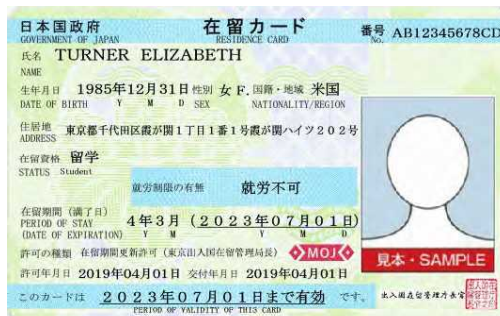 日本国政府 在留カード 番号 AB12345678CD
GOVERNMENT OF JAPAN RESIDENCE CARD No.
氏名 TURNER ELIZABETH
NAME
生年月日 1985年12月31日 性別 女 F. 国籍・地域 米国
DATE OF BIRTH Y M D SEX NATIONALITY/REGION
住居地 東京都千代田区霞が関1丁目1番1号霞が関ハイツ202号
ADDRESS
在留資格 留学
STATUS Student
就労制限の有無 就労不可
在留期間(満了日) 4年3月(2023年07月01日)
PERIOD OF STAY
(DATE OF EXPIRATION) Y M Y M D
許可の種類 在留期間更新許可(東京出入国在留管理局長) MOJ
見本・SAMPLE
許可年月日 2019年04月01日 交付年月日 2019年04月01日
このカードは 2023年07月01日まで有効 です。 出入国在留管理庁長官
PERIOD OF VALIDITY OF THIS CARD